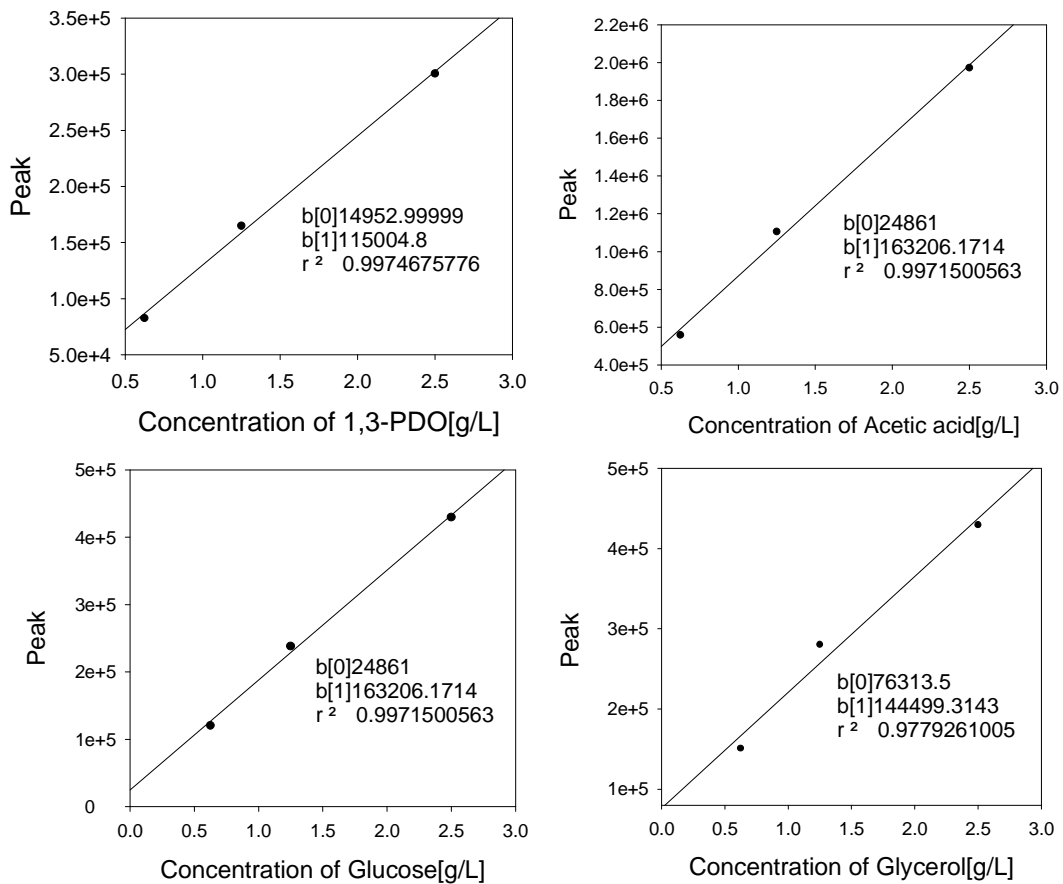 3.5e+5
3.0e+5
2.5e+5
2.0e+5
1.5e+5
1.0e+5
5.0e+4
Peak
b[0]14952.99999
b[1]115004.8
r ² 0.9974675776
0.5 1.0 1.5 2.0 2.5 3.0
Concentration of 1,3-PDO[g/L]
2.2e+6
2.0e+6
1.8e+6
1.6e+6
1.4e+6
1.2e+6
1.0e+6
8.0e+5
6.0e+5
4.0e+5
Peak
b[0]24861
b[1]163206.1714
r ² 0.9971500563
0.5 1.0 1.5 2.0 2.5 3.0
Concentration of Acetic acid[g/L]
5e+5
4e+5
3e+5
2e+5
1e+5
0
Peak
b[0]24861
b[1]163206.1714
r ² 0.9971500563
0.0 0.5 1.0 1.5 2.0 2.5 3.0
Concentration of Glucose[g/L]
5e+5
4e+5
3e+5
2e+5
1e+5
Peak
b[0]76313.5
b[1]144499.3143
r ² 0.9779261005
0.0 0.5 1.0 1.5 2.0 2.5 3.0
Concentration of Glycerol[g/L]